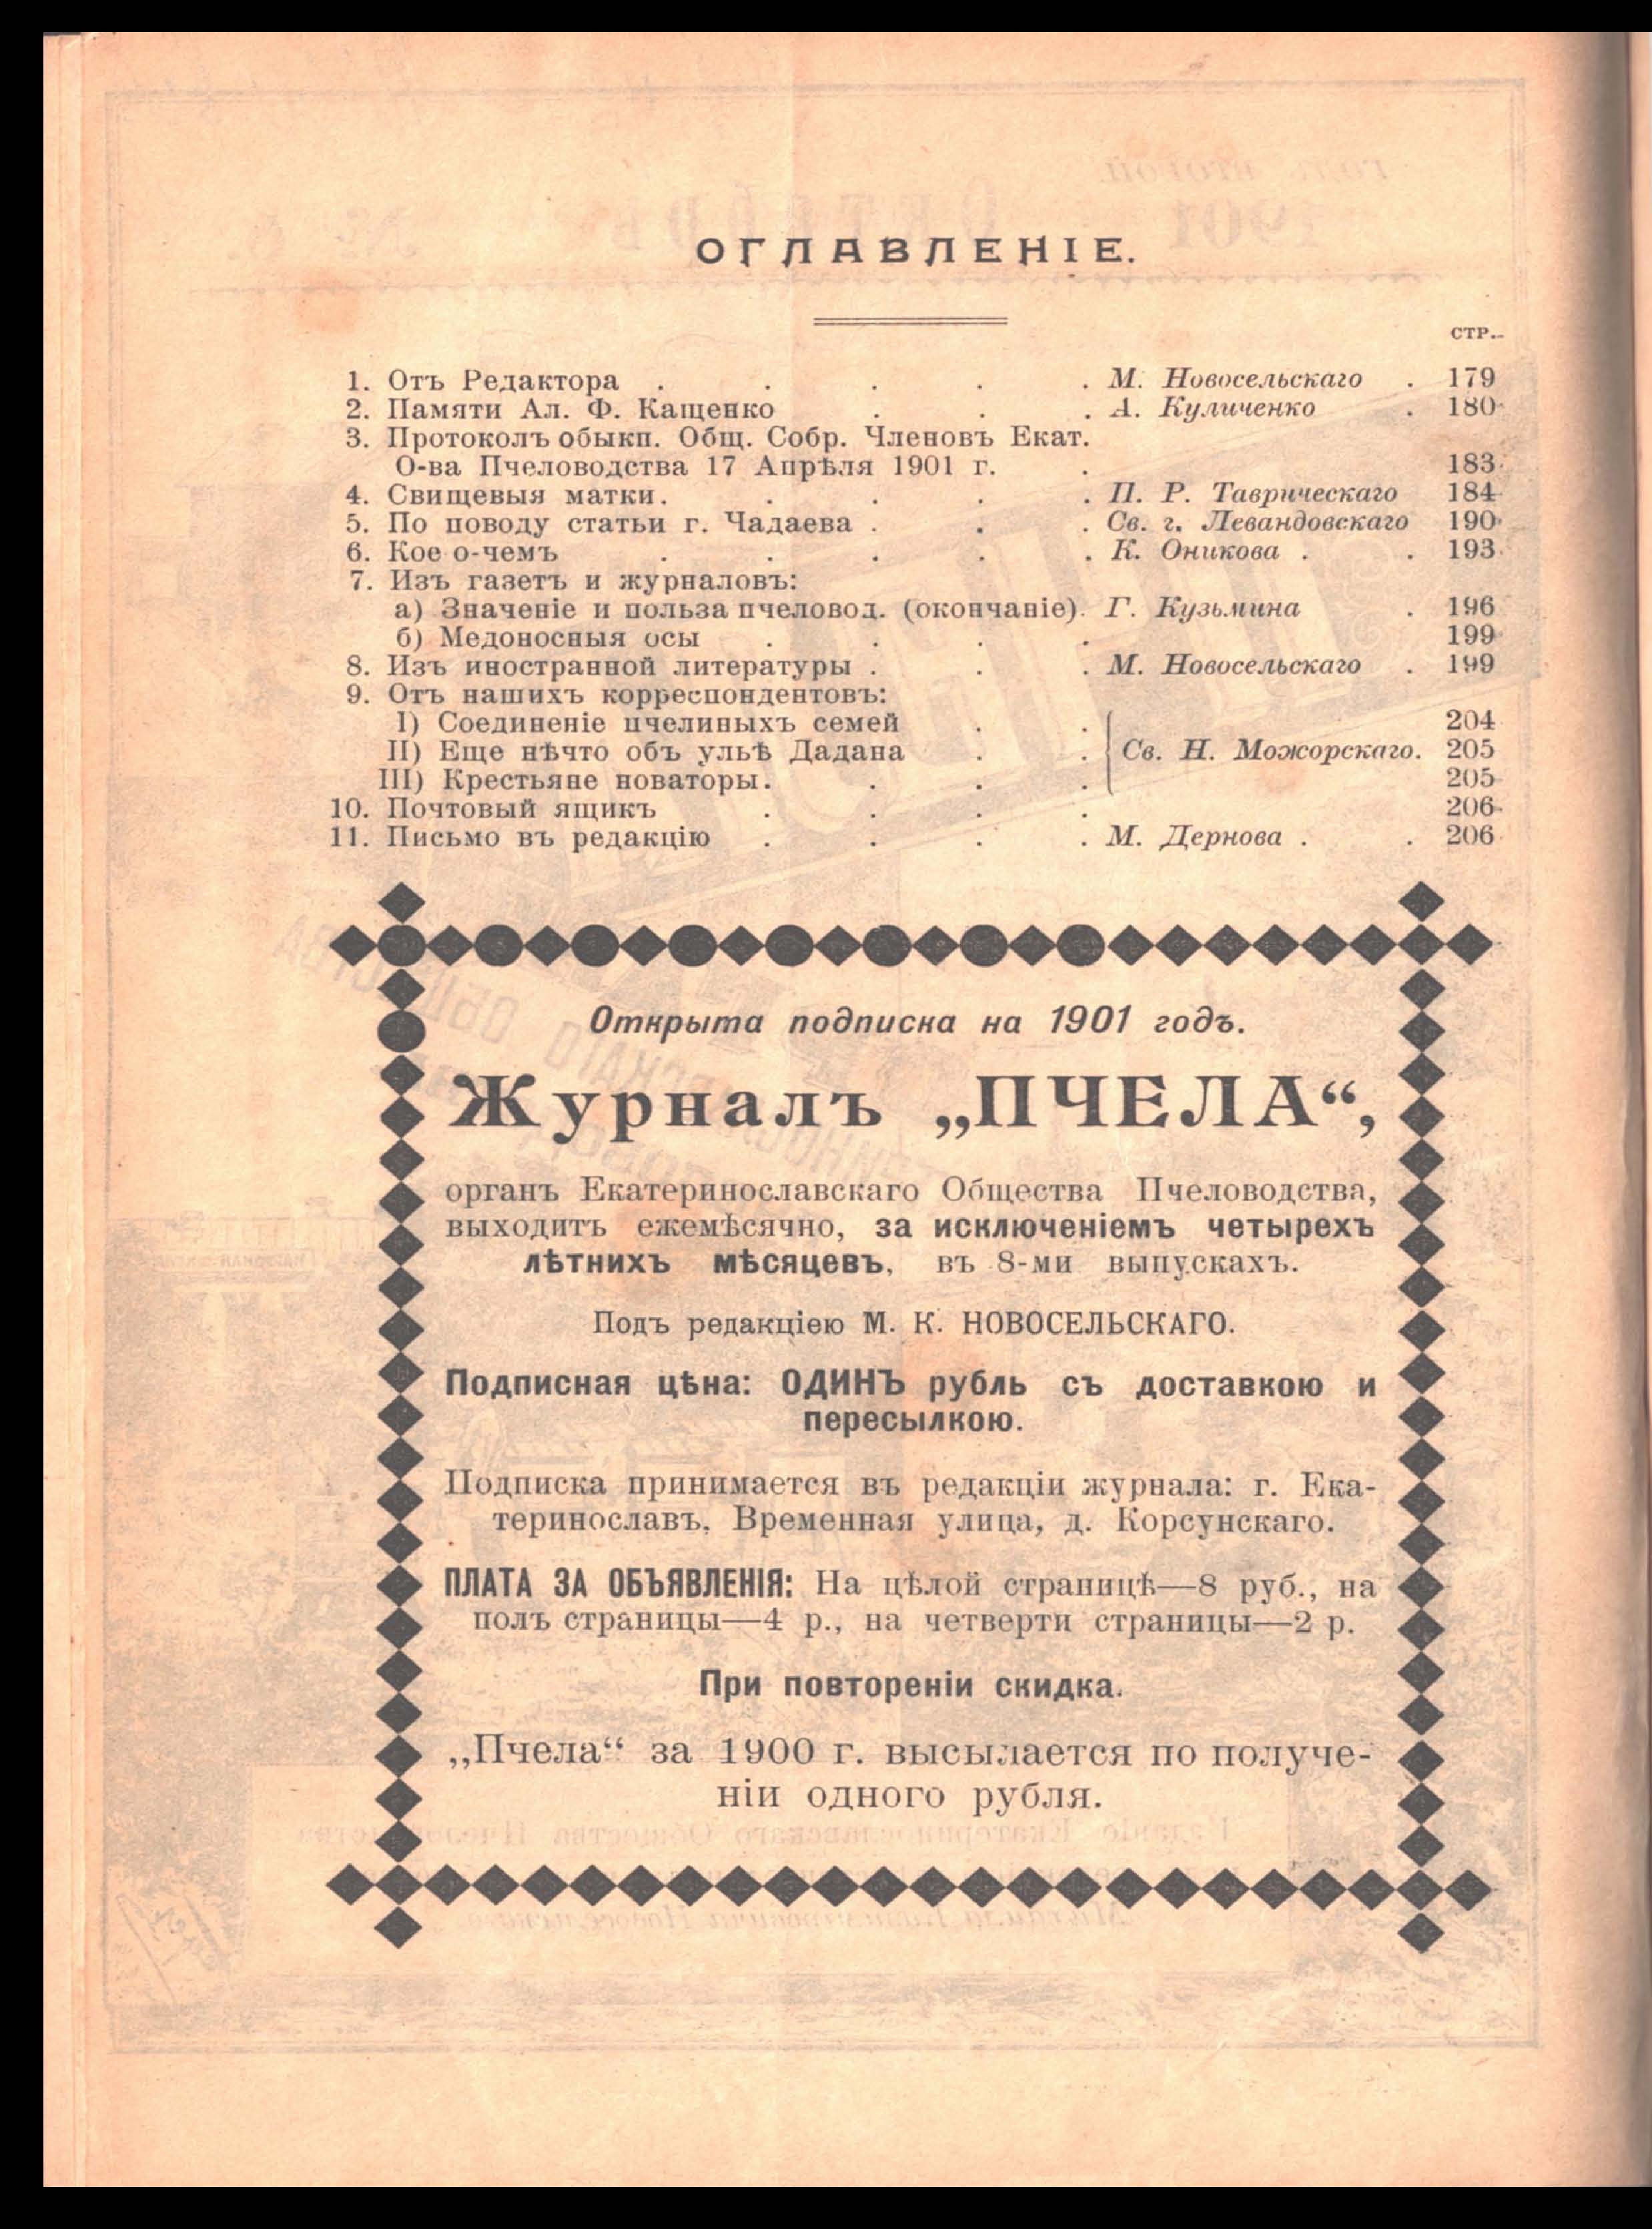 ОГЛАВЛЕНІЕ.
СТР.
1. Отъ Редактора . . . . . М. Новосельскаго . 179
2. Памяти Ал. Ф. Кащенко . . . А. Куличенко . 180
3. Протоколъ обыкн. Общ. Собр. Членовъ Екат.
О-ва Пчеловодства 17 Апрѣля 1901 г. . 183
4. Свищевыя матки. . . . . П. Р. Таврическаго 184
5. По поводу статьи г. Чадаева . . . Св. г. Левандовскаго 190
6. Кое о-чемъ . . . . . К. Оникова . . 193
7. Изъ газетъ и журналовъ:
а) Значеніе и польза пчеловод. (окончаніе). Г. Кузьмина . 196
б) Медоносныя осы . . . . 199
8. Изъ иностранной литературы . . . М. Новосельскаго . 199
9. Отъ нашихъ корреспондентовъ:
I) Соединеніе пчелиныхъ семей . . 204
II) Еще нѣчто объ ульѣ Дадана . . Св. Н. Можорскаго. 205
III) Крестьяне новаторы. . . . 205
10. Почтовый ящикъ . . . . 206
11. Письмо въ редакцію . . . . М. Дернова . . 206
Открыта подписка на 1901 годъ.
Журналъ „ПЧЕЛА“,
органъ Екатеринославскаго Общества Пчеловодства,
выходитъ ежемѣсячно, за исключеніемъ четырехъ
лѣтнихъ мѣсяцевъ, въ 8-ми выпускахъ.
Подъ редакціею М. К. НОВОСЕЛЬСКАГО.
Подписная цѣна: ОДИНЪ рубль съ доставкою и
пересылкою.
Подписка принимается въ редакціи журнала: г. Ека-
теринославъ, Временная улица, д. Корсунскаго.
ПЛАТА ЗА ОБЪЯВЛЕНІЯ: На цѣлой страницѣ—8 руб., на
полъ страницы—4 р., на четверти страницы—2 р.
При повтореніи скидка.
„Пчела“ за 1900 г. высылается по получе-
ніи одного рубля.